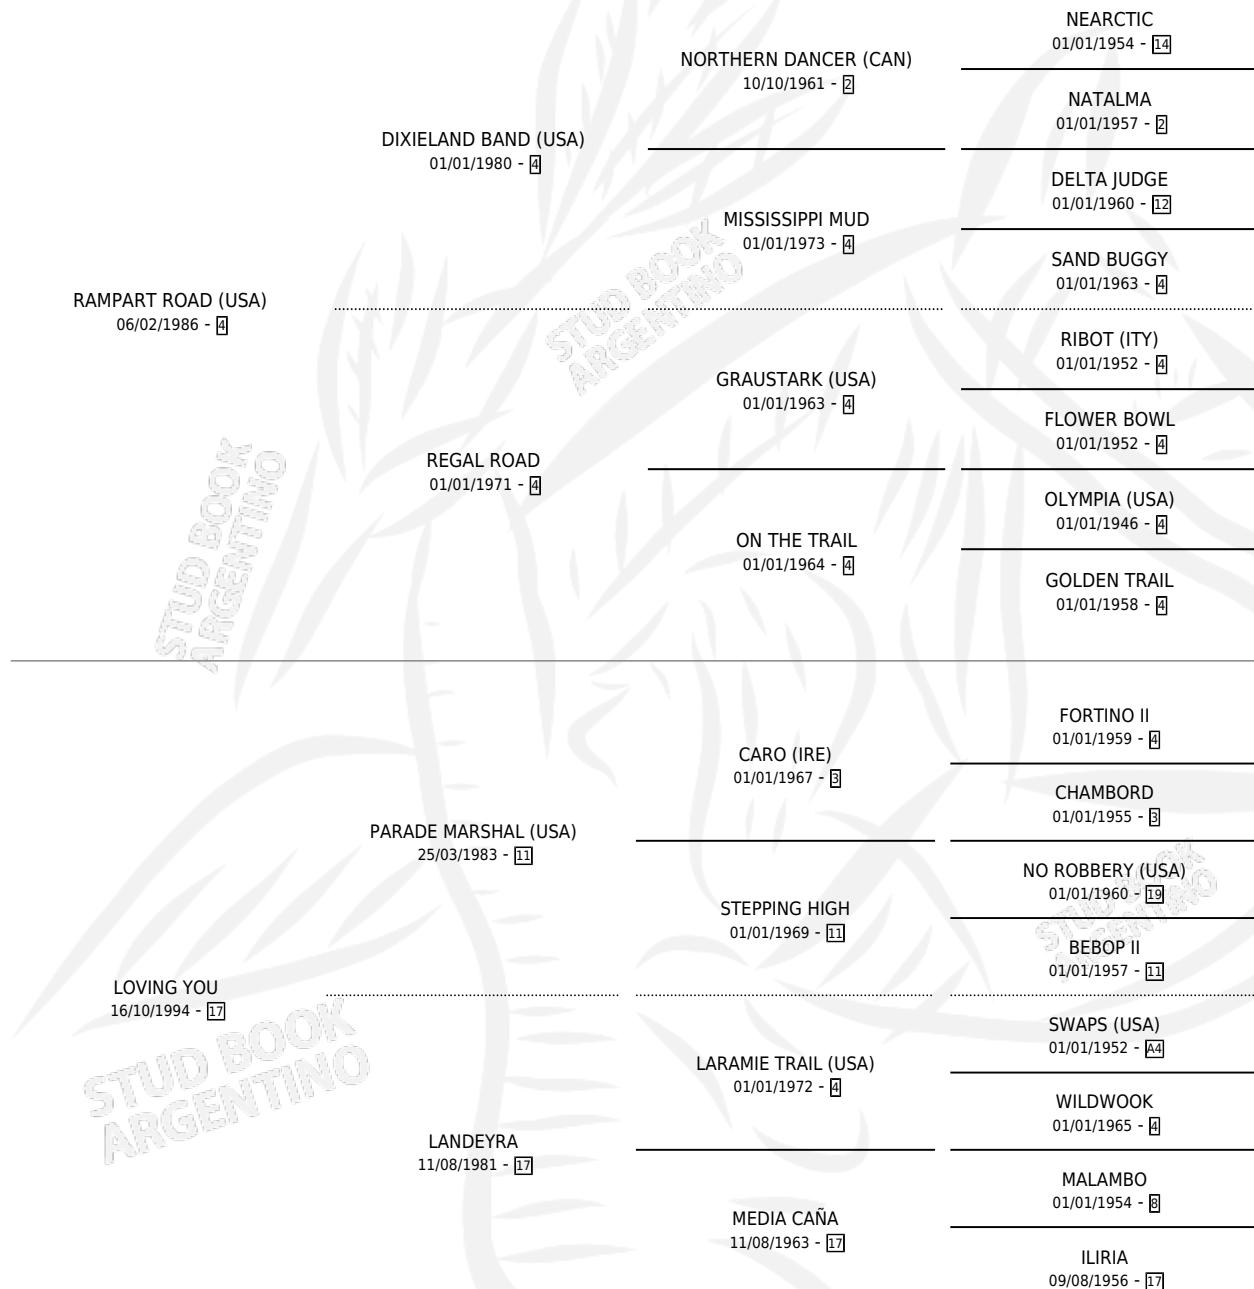 NEARCTIC
01/01/1954 - 14
NORTHERN DANCER (CAN)
10/10/1961 - 2
NATALMA
01/01/1957 - 2
DIXIELAND BAND (USA)
01/01/1980 - 4
DELTA JUDGE
01/01/1960 - 12
MISSISSIPPI MUD
01/01/1973 - 4
SAND BUGGY
01/01/1963 - 4
RAMPART ROAD (USA)
06/02/1986 - 4
RIBOT (ITY)
01/01/1952 - 4
GRAUSTARK (USA)
01/01/1963 - 4
FLOWER BOWL
01/01/1952 - 4
REGAL ROAD
01/01/1971 - 4
OLYMPIA (USA)
01/01/1946 - 4
ON THE TRAIL
01/01/1964 - 4
GOLDEN TRAIL
01/01/1958 - 4
FORTINO II
01/01/1959 - 4
CARO (IRE)
01/01/1967 - 3
CHAMBORD
01/01/1955 - 3
PARADE MARSHAL (USA)
25/03/1983 - 11
NO ROBBERY (USA)
01/01/1960 - 19
STEPPING HIGH
01/01/1969 - 11
BEBOP II
01/01/1957 - 11
LOVING YOU
16/10/1994 - 17
SWAPS (USA)
01/01/1952 - A4
LARAMIE TRAIL (USA)
01/01/1972 - 4
WILDWOOK
01/01/1965 - 4
LANDEYRA
11/08/1981 - 17
MALAMBO
01/01/1954 - 8
MEDIA CAÑA
11/08/1963 - 17
ILIRIA
09/08/1956 - 17
STUD BOOK
ARGENTINO
STUD BOOK
ARGENTINO
STUD BOOK
ARGENTINO
STUD BOOK
ARGENTINO